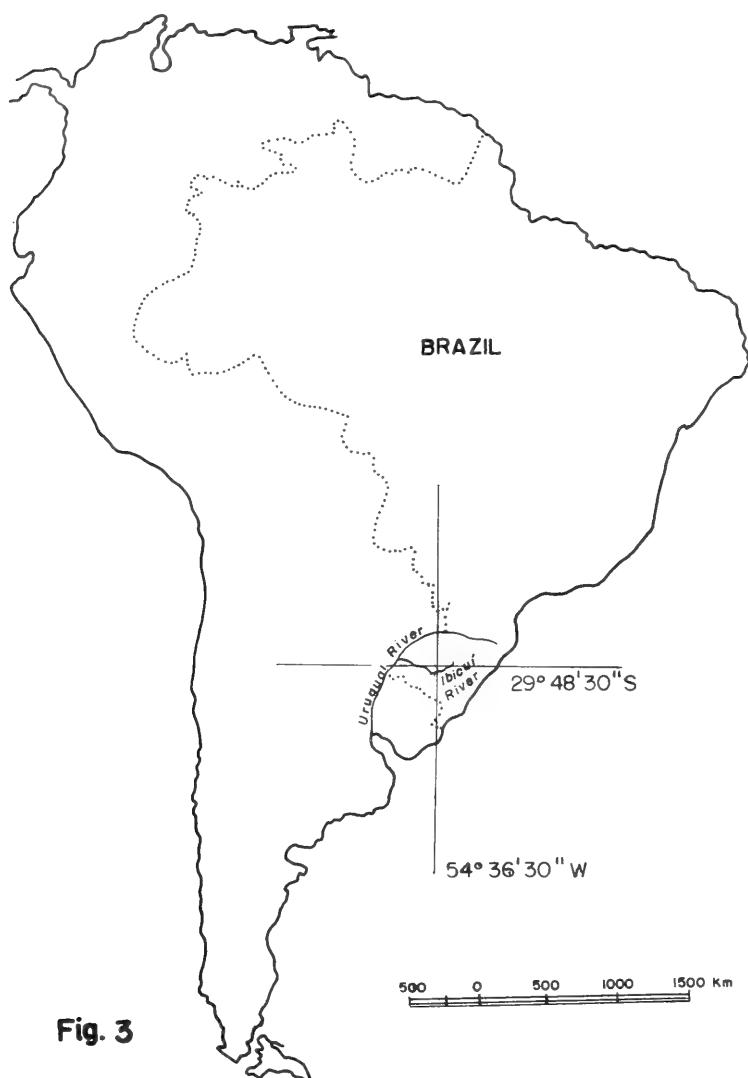 BRAZIL
Uruguai River
Ibicuí
River
29° 48' 30" S
54° 36' 30" W
500 0 500 1000 1500 Km
Fig. 3